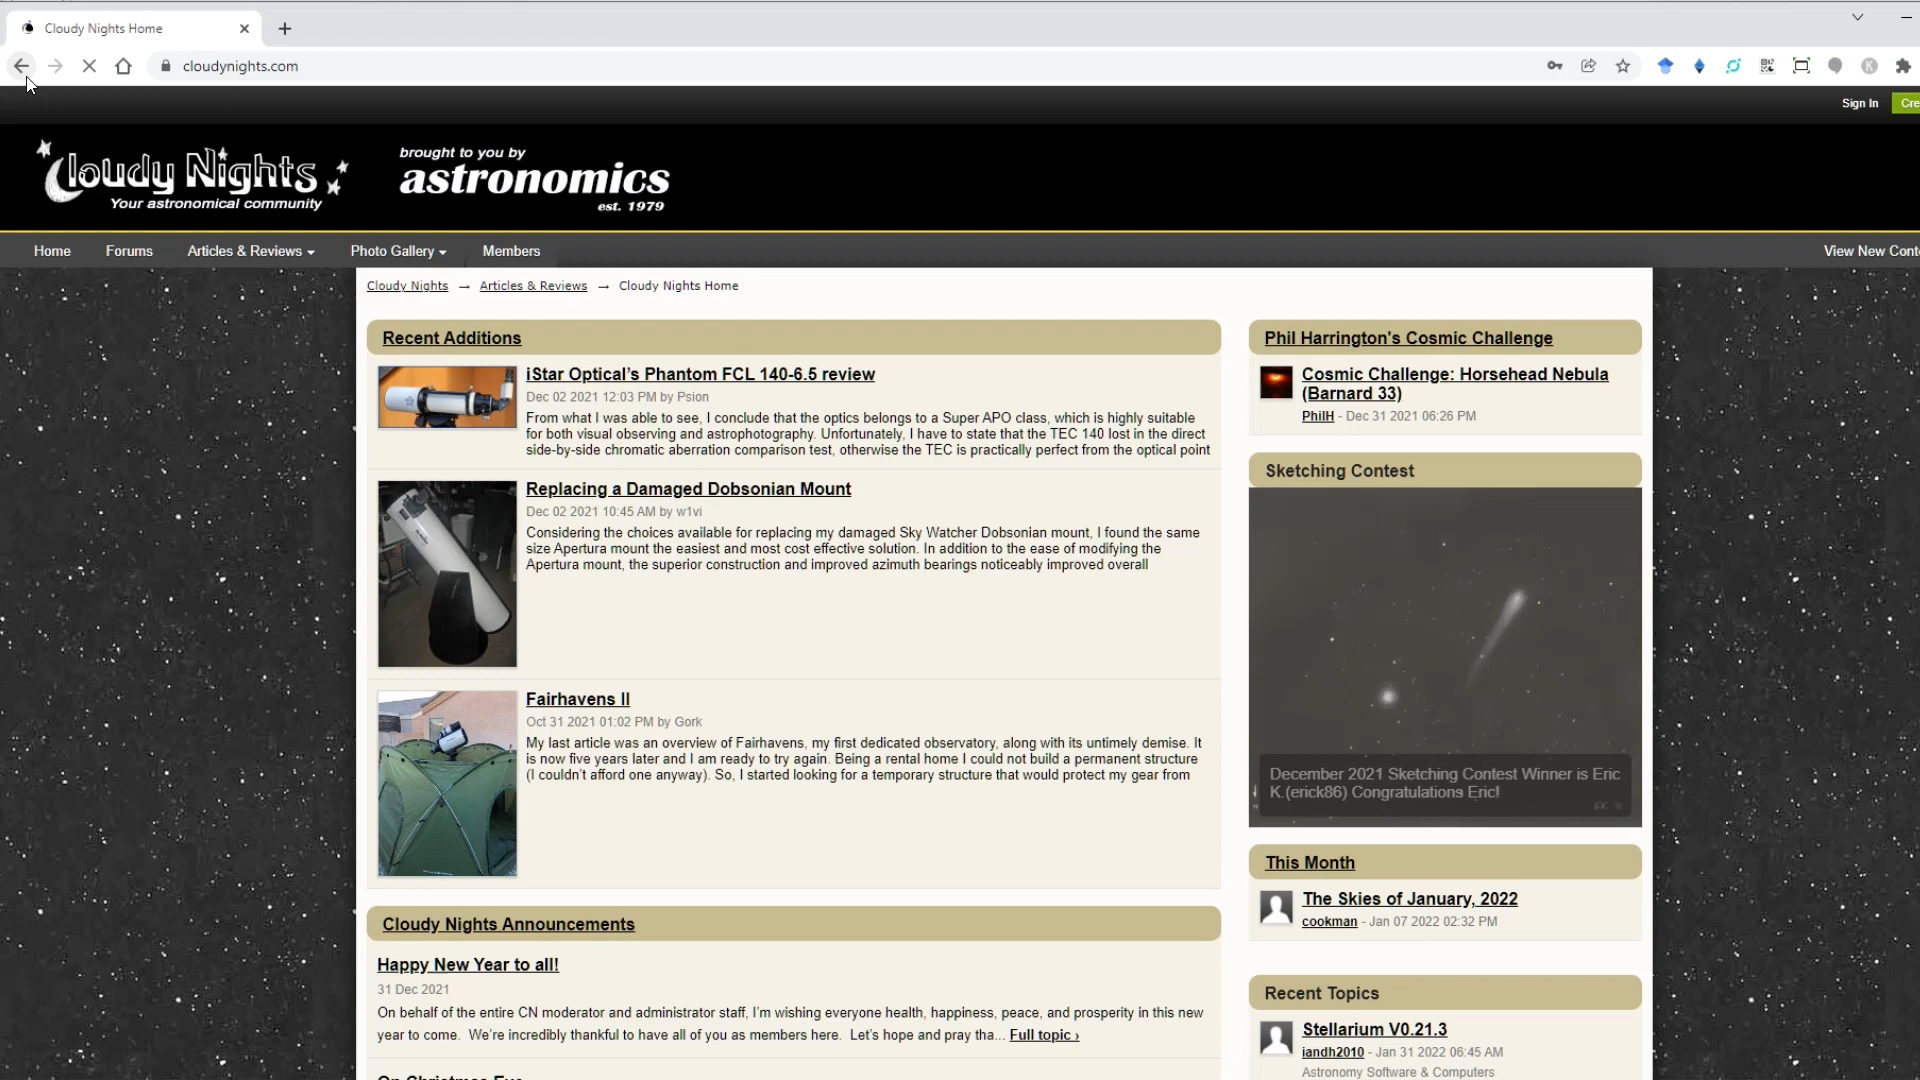 Cloudy Nights Home
cloudynights.com
K
Sign In
Cre
Cloudy Nights
Your astronomical community
brought to you by
astronomics
est. 1979
Home
Forums
Articles & Reviews
Photo Gallery
Members
View New Conte
Cloudy Nights → Articles & Reviews → Cloudy Nights Home
Recent Additions
iStar Optical’s Phantom FCL 140-6.5 review
Dec 02 2021 12:03 PM by Psion
From what I was able to see, I conclude that the optics belongs to a Super APO class, which is highly suitable
for both visual observing and astrophotography. Unfortunately, I have to state that the TEC 140 lost in the direct
side-by-side chromatic aberration comparison test, otherwise the TEC is practically perfect from the optical point
Replacing a Damaged Dobsonian Mount
Dec 02 2021 10:45 AM by w1vi
Considering the choices available for replacing my damaged Sky Watcher Dobsonian mount, I found the same
size Apertura mount the easiest and most cost effective solution. In addition to the ease of modifying the
Apertura mount, the superior construction and improved azimuth bearings noticeably improved overall
Fairhavens II
Oct 31 2021 01:02 PM by Gork
My last article was an overview of Fairhavens, my first dedicated observatory, along with its untimely demise. It
is now five years later and I am ready to try again. Being a rental home I could not build a permanent structure
(I couldn’t afford one anyway). So, I started looking for a temporary structure that would protect my gear from
Cloudy Nights Announcements
Happy New Year to all!
31 Dec 2021
On behalf of the entire CN moderator and administrator staff, I’m wishing everyone health, happiness, peace, and prosperity in this new
year to come.  We’re incredibly thankful to have all of you as members here.  Let’s hope and pray tha... Full topic ›
On Christmas Eve
Phil Harrington's Cosmic Challenge
Cosmic Challenge: Horsehead Nebula
(Barnard 33)
PhilH - Dec 31 2021 06:26 PM
Sketching Contest
December 2021 Sketching Contest Winner is Eric
K.(erick86) Congratulations Eric!
This Month
The Skies of January, 2022
cookman - Jan 07 2022 02:32 PM
Recent Topics
Stellarium V0.21.3
iandh2010 - Jan 31 2022 06:45 AM
Astronomy Software & Computers